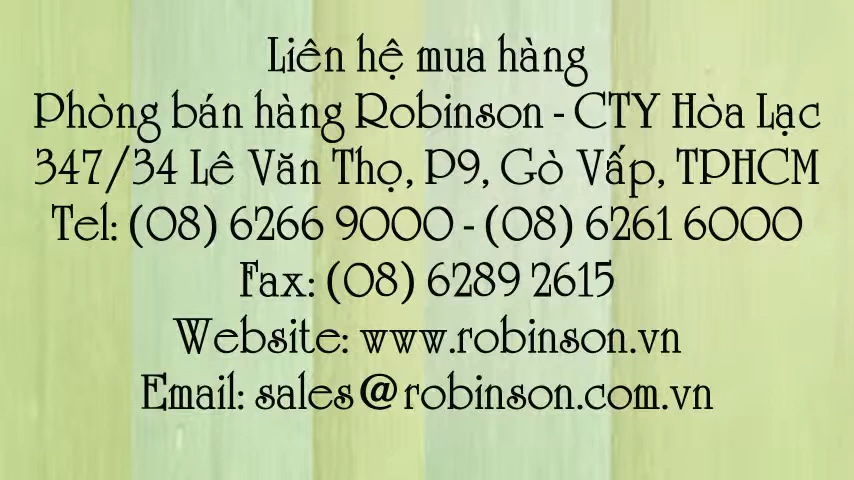 Liên hệ mua hàng
Phòng bán hàng Robinson - CTY Hòa Lạc
347/34 Lê Văn Thọ, P9, Gò Vấp, TPHCM
Tel: (08) 6266 9000 - (08) 6261 6000
Fax: (08) 6289 2615
Website: www.robinson.vn
Email: sales@robinson.com.vn